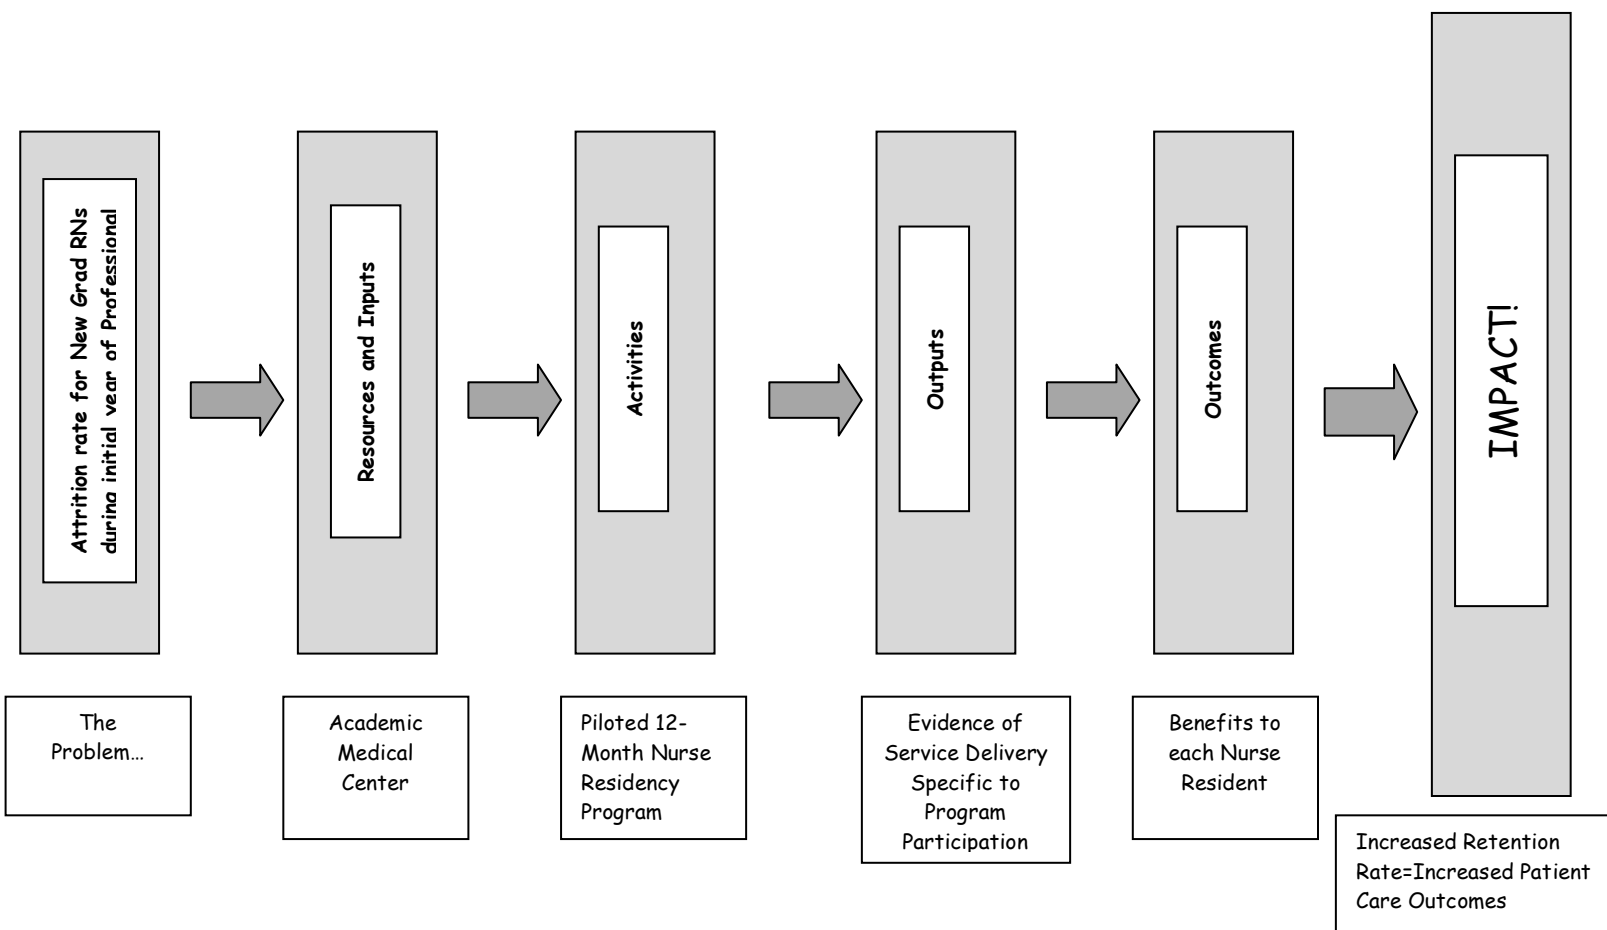 Attrition rate for New Grad RNs
during initial year of Professional
Resources and Inputs
Activities
Outputs
Outcomes
IMPACT!
The
Problem…
Academic
Medical
Center
Piloted 12-
Month Nurse
Residency
Program
Evidence of
Service Delivery
Specific to
Program
Participation
Benefits to
each Nurse
Resident
Increased Retention
Rate=Increased Patient
Care Outcomes